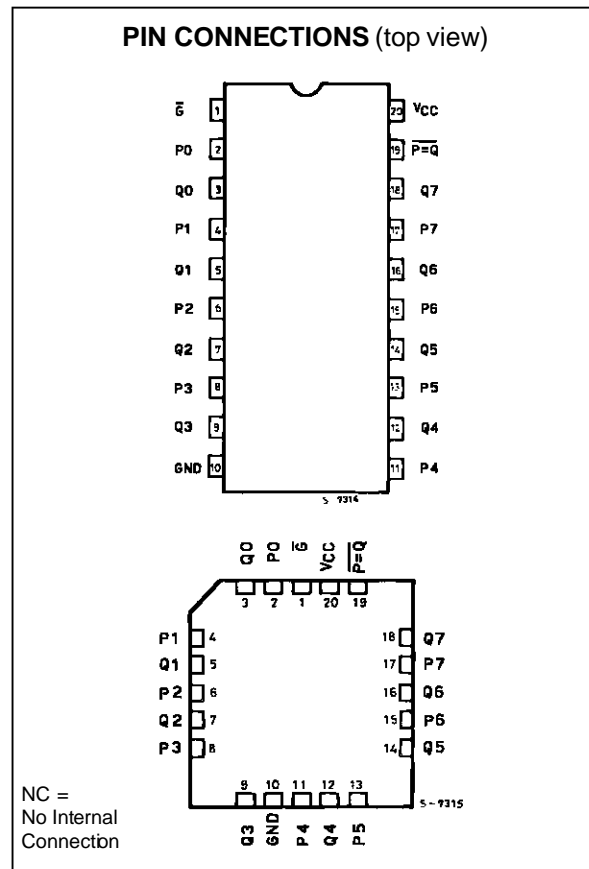 PIN CONNECTIONS (top view)
G̅ 1 20 VCC
P0 2 19 P̅=̅Q̅
Q0 3 18 Q7
P1 4 17 P7
Q1 5 16 Q6
P2 6 15 P6
Q2 7 14 Q5
P3 8 13 P5
Q3 9 12 Q4
GND 10 11 P4
S-7314
Q0 P0 G̅ VCC P̅=̅Q̅
3 2 1 20 19
P1 4 18 Q7
Q1 5 17 P7
P2 6 16 Q6
Q2 7 15 P6
P3 8 14 Q5
9 10 11 12 13
S-7315
Q3 GND P4 Q4 P5
NC =
No Internal
Connection